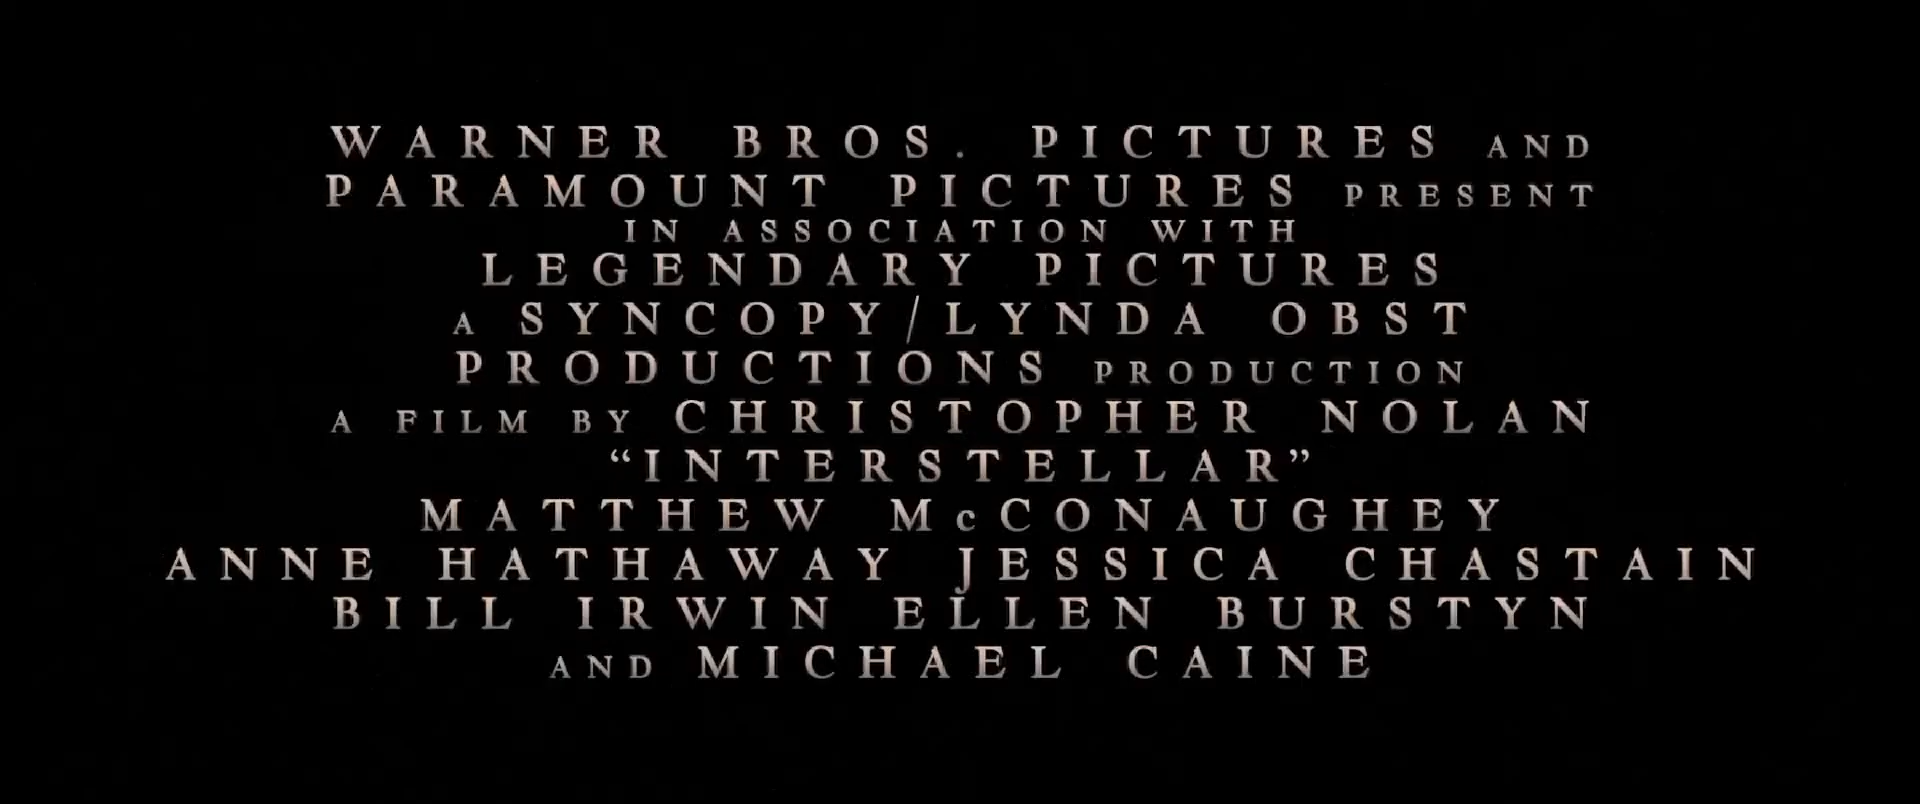 WARNER BROS. PICTURES AND
PARAMOUNT PICTURES PRESENT
IN ASSOCIATION WITH
LEGENDARY PICTURES
A SYNCOPY/LYNDA OBST
PRODUCTIONS PRODUCTION
A FILM BY CHRISTOPHER NOLAN
“INTERSTELLAR”
MATTHEW McCONAUGHEY
ANNE HATHAWAY JESSICA CHASTAIN
BILL IRWIN ELLEN BURSTYN
AND MICHAEL CAINE